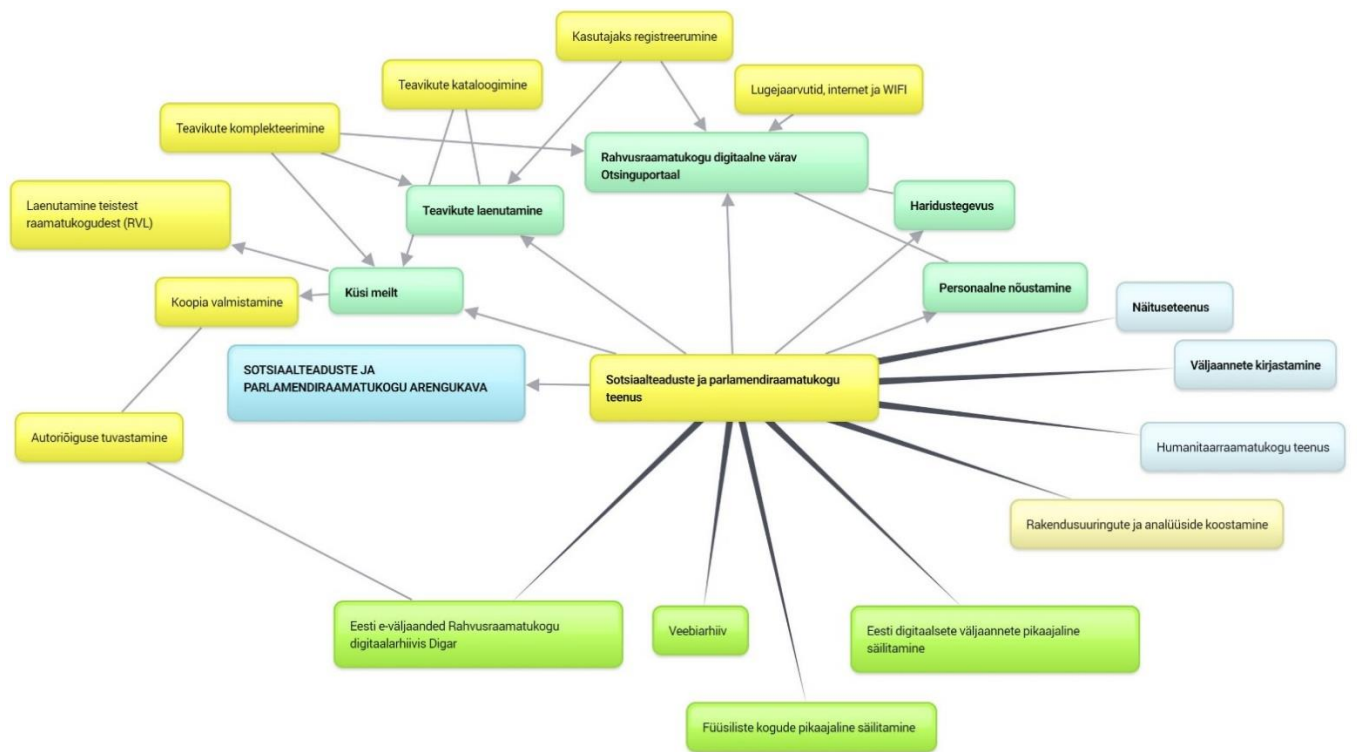 Kasutajaks registreerumine
Teavikute kataloogimine
Lugejaarvutid, internet ja WIFI
Teavikute komplekteerimine
Rahvusraamatukogu digitaalne värav
Otsinguportaal
Laenutamine teistest
raamatukogudest (RVL)
Teavikute laenutamine
Haridustegevus
Küsi meilt
Personaalne nõustamine
Koopia valmistamine
Näituseteenus
SOTSIAALTEADUSTE JA
PARLAMENDIRAAMATUKOGU ARENGUKAVA
Sotsiaalteaduste ja parlamendiraamatukogu
teenus
Väljaannete kirjastamine
Autoriõiguse tuvastamine
Humanitaarraamatukogu teenus
Rakendusuuringute ja analüüside koostamine
Eesti e-väljaanded Rahvusraamatukogu
digitaalarhiivis Digar
Veebiarhiiv
Eesti digitaalsete väljaannete pikaajaline
säilitamine
Füüsiliste kogude pikaajaline säilitamine